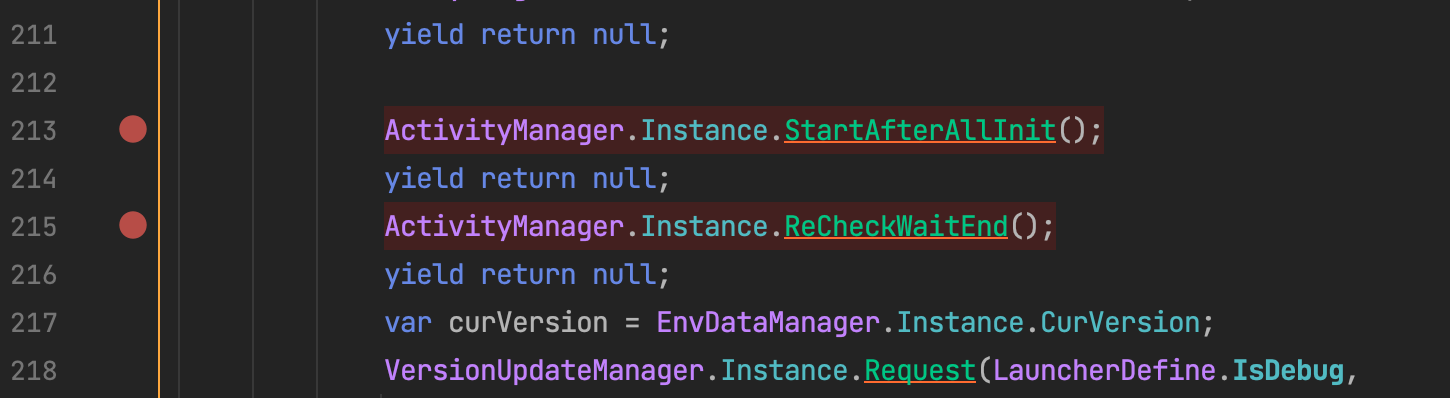 211 yield return null;
212
213 ActivityManager.Instance.StartAfterAllInit();
214 yield return null;
215 ActivityManager.Instance.ReCheckWaitEnd();
216 yield return null;
217 var curVersion = EnvDataManager.Instance.CurVersion;
218 VersionUpdateManager.Instance.Request(LauncherDefine.IsDebug,